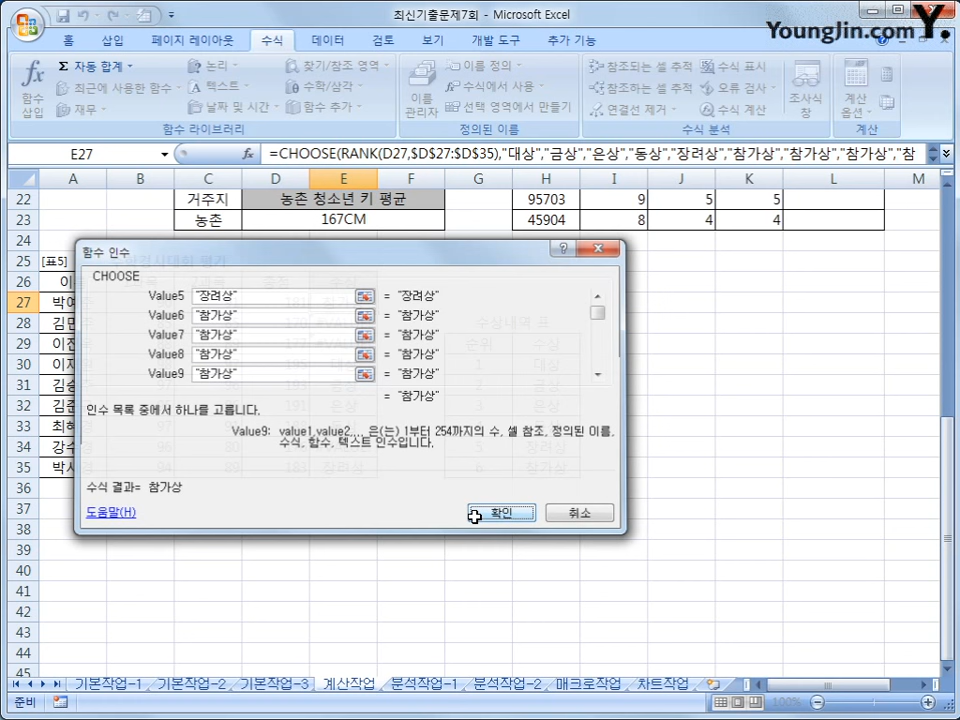 최신기출문제7회 - Microsoft Excel
YoungJin.com Y.
홈 삽입 페이지 레이아웃 수식 데이터 검토 보기 개발 도구 추가 기능
함수 삽입
Σ 자동 합계
최근에 사용한 함수
재무
논리
텍스트
날짜 및 시간
찾기/참조 영역
수학/삼각
함수 추가
함수 라이브러리
이름 관리자
이름 정의
수식에서 사용
선택 영역에서 만들기
정의된 이름
참조되는 셀 추적
참조하는 셀 추적
연결선 제거
수식 표시
오류 검사
수식 계산
수식 분석
조사식 창
계산 옵션
계산
E27 fx =CHOOSE(RANK(D27,$D$27:$D$35),"대상","금상","은상","동상","장려상","참가상","참가상","참가상","참
A B C D E F G H I J K L M
22 거주지 농촌 청소년 키 평균 95703 9 5 5
23 농촌 167CM 45904 8 4 4
24
25 [표5]
26
27
28
29
30
31
32
33
34
35
36
37
38
39
40
41
42
43
44
45
함수 인수
CHOOSE
Value5 "장려상" = "장려상"
Value6 "참가상" = "참가상"
Value7 "참가상" = "참가상"
Value8 "참가상" = "참가상"
Value9 "참가상" = "참가상"
= "참가상"
인수 목록 중에서 하나를 고릅니다.
Value9: value1,value2,... 은(는) 1부터 254까지의 수, 셀 참조, 정의된 이름,
수식, 함수, 텍스트 인수입니다.
수식 결과= 참가상
도움말(H) 확인 취소
기본작업-1 기본작업-2 기본작업-3 계산작업 분석작업-1 분석작업-2 매크로작업 차트작업
준비 100%